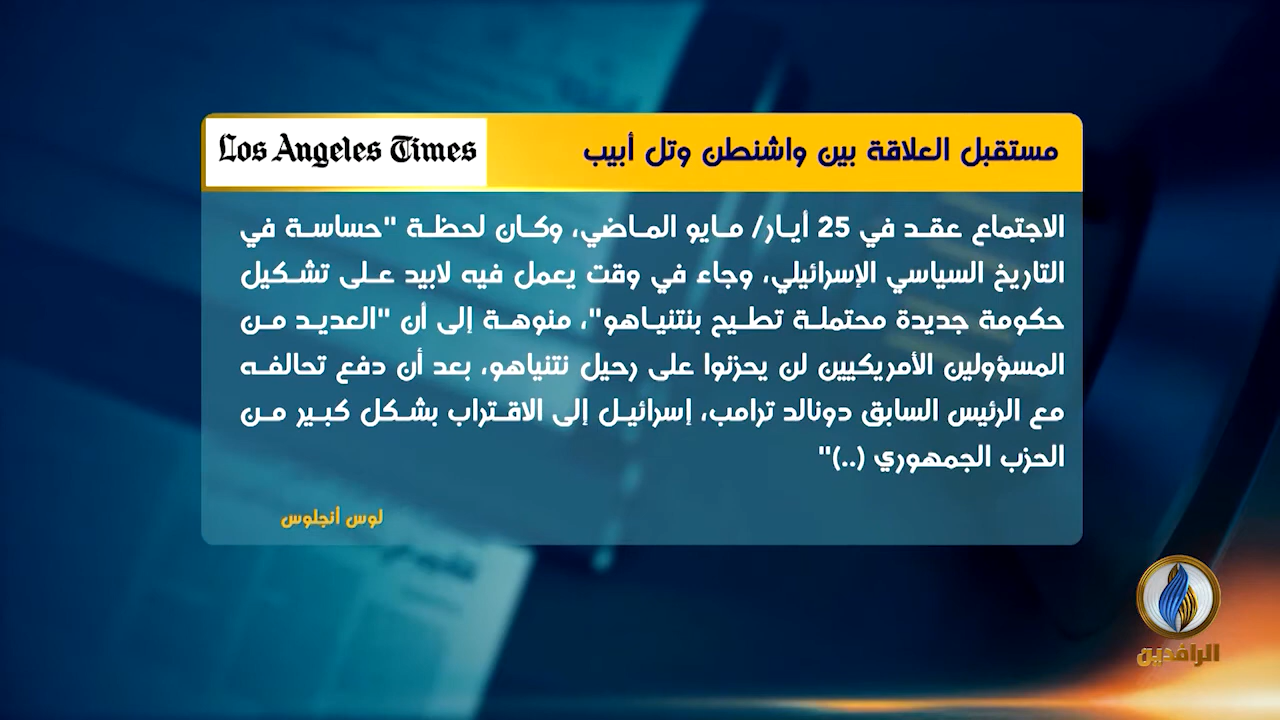 Los Angeles Times
مستقبل العلاقة بين واشنطن وتل أبيب
الاجتماع عقد في 25 أيار/ مايو الماضي، وكان لحظة "حساسة في
التاريخ السياسي الإسرائيلي، وجاء في وقت يعمل فيه لابيد على تشكيل
حكومة جديدة محتملة تطيح بنتنياهو"، منوهة إلى أن "العديد من
المسؤولين الأمريكيين لن يحزنوا على رحيل نتنياهو، بعد أن دفع تحالفه
مع الرئيس السابق دونالد ترامب، إسرائيل إلى الاقتراب بشكل كبير من
الحزب الجمهوري (..)"
لوس أنجلوس
الرافدين